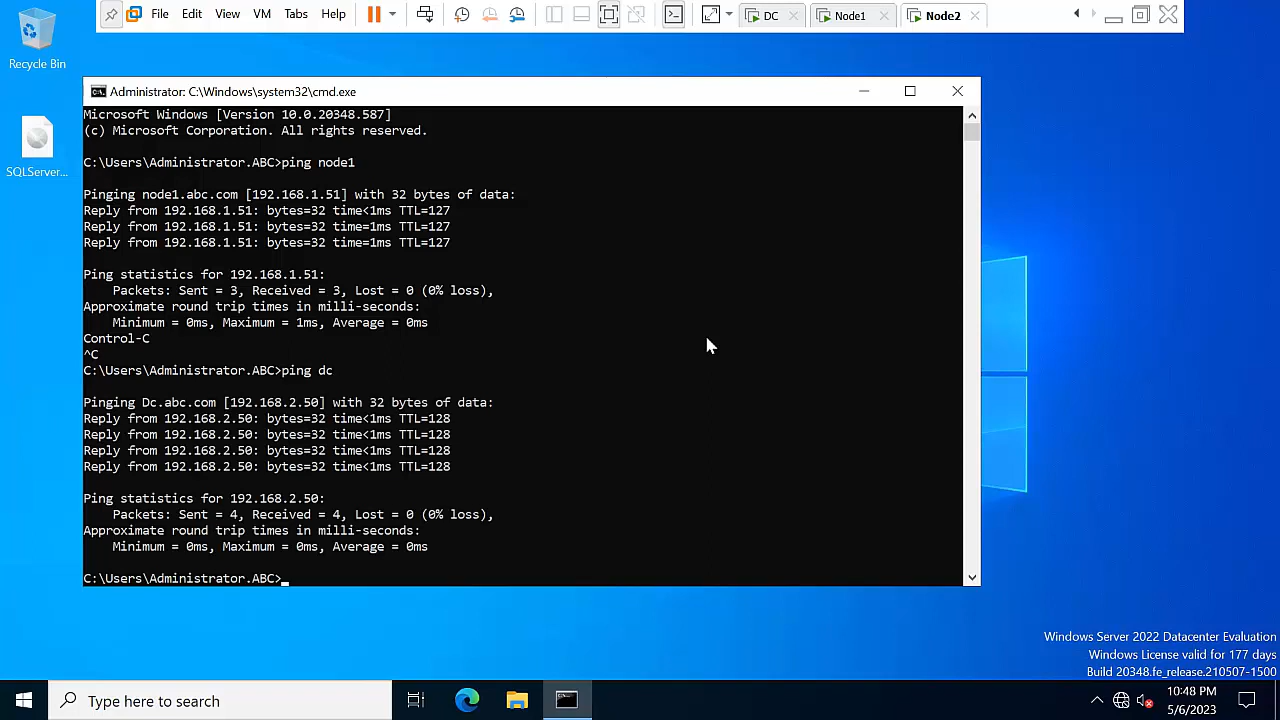 File Edit View VM Tabs Help DC Node1 Node2
Recycle Bin
SQLServer...
Administrator: C:\Windows\system32\cmd.exe
Microsoft Windows [Version 10.0.20348.587]
(c) Microsoft Corporation. All rights reserved.
C:\Users\Administrator.ABC>ping node1
Pinging node1.abc.com [192.168.1.51] with 32 bytes of data:
Reply from 192.168.1.51: bytes=32 time<1ms TTL=127
Reply from 192.168.1.51: bytes=32 time=1ms TTL=127
Reply from 192.168.1.51: bytes=32 time<1ms TTL=127
Ping statistics for 192.168.1.51:
Packets: Sent = 3, Received = 3, Lost = 0 (0% loss),
Approximate round trip times in milli-seconds:
Minimum = 0ms, Maximum = 1ms, Average = 0ms
Control-C
^C
C:\Users\Administrator.ABC>ping dc
Pinging Dc.abc.com [192.168.2.50] with 32 bytes of data:
Reply from 192.168.2.50: bytes=32 time<1ms TTL=128
Reply from 192.168.2.50: bytes=32 time<1ms TTL=128
Reply from 192.168.2.50: bytes=32 time<1ms TTL=128
Reply from 192.168.2.50: bytes=32 time<1ms TTL=128
Ping statistics for 192.168.2.50:
Packets: Sent = 4, Received = 4, Lost = 0 (0% loss),
Approximate round trip times in milli-seconds:
Minimum = 0ms, Maximum = 0ms, Average = 0ms
C:\Users\Administrator.ABC>
Windows Server 2022 Datacenter Evaluation
Windows License valid for 177 days
Build 20348.fe_release.210507-1500
Type here to search
10:48 PM
5/6/2023